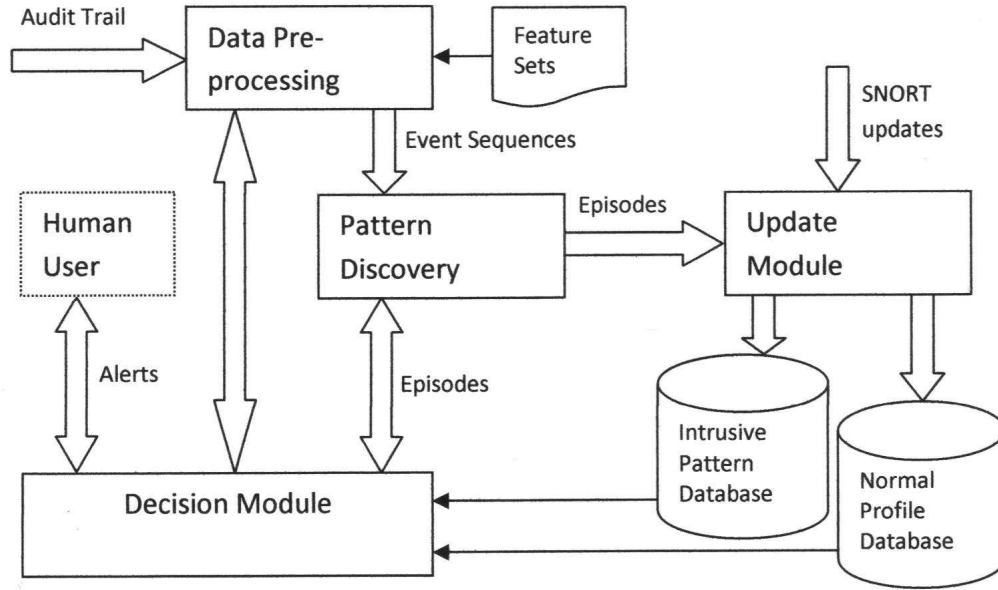 Audit Trail
Data Pre-
processing
Feature
Sets
SNORT
updates
Event Sequences
Human
User
Pattern
Discovery
Episodes
Update
Module
Alerts
Episodes
Intrusive
Pattern
Database
Normal
Profile
Database
Decision Module